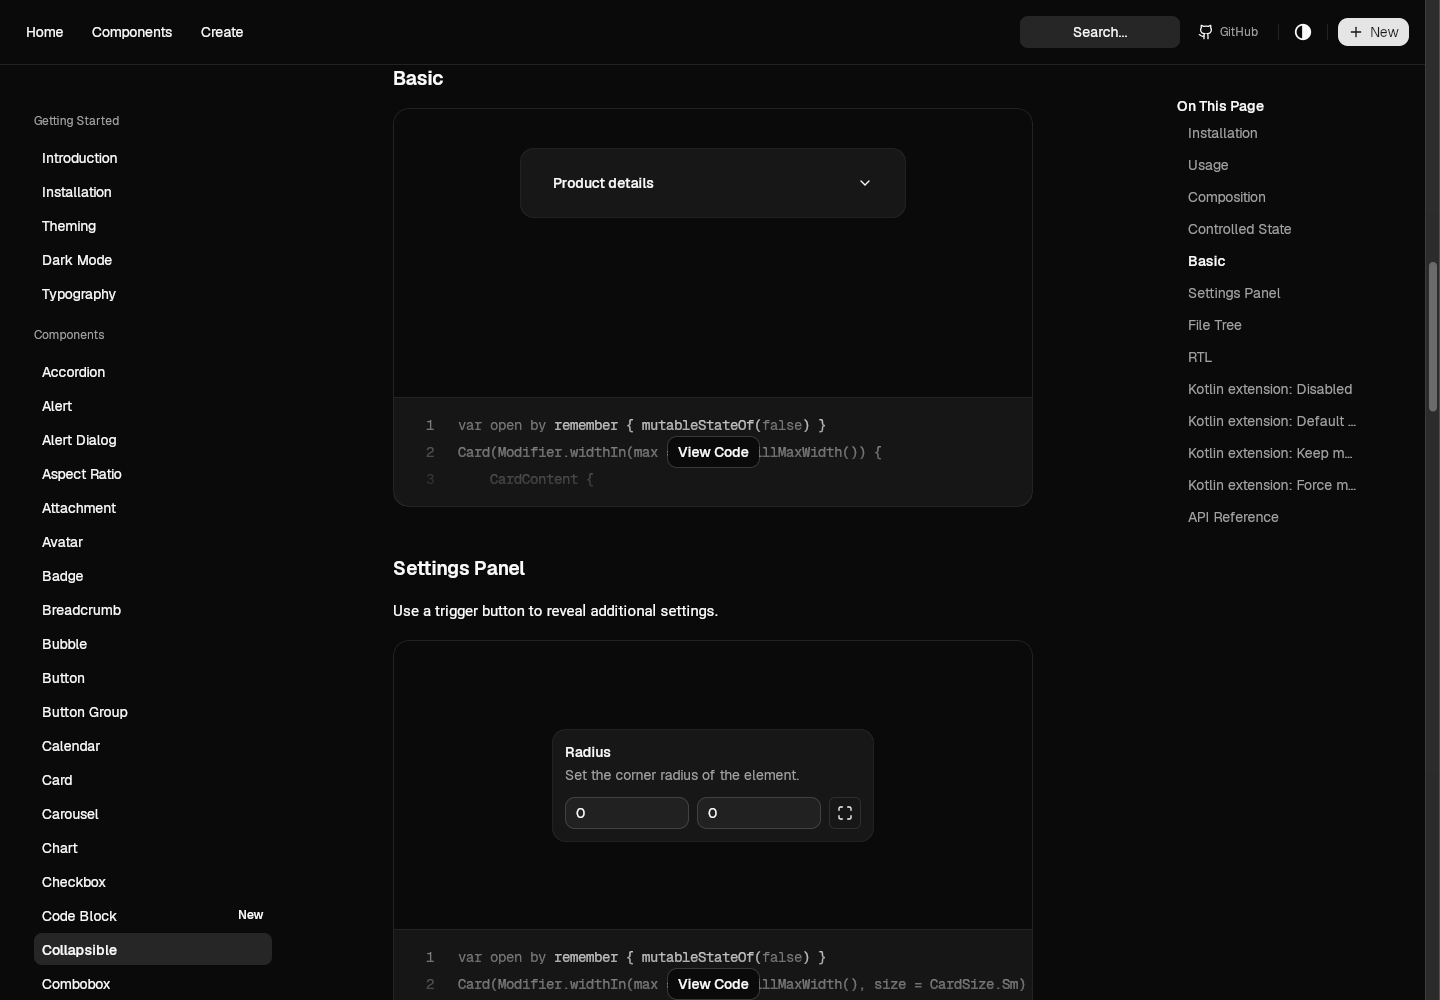 Home
Components
Create
Search...
GitHub
New
Getting Started
Introduction
Installation
Theming
Dark Mode
Typography
Components
Accordion
Alert
Alert Dialog
Aspect Ratio
Attachment
Avatar
Badge
Breadcrumb
Bubble
Button
Button Group
Calendar
Card
Carousel
Chart
Checkbox
Code Block New
Collapsible
Combobox
Basic
Product details
1 var open by remember { mutableStateOf(false) }
2 Card(Modifier.widthIn(max llMaxWidth()) {
View Code
3 CardContent {
Settings Panel
Use a trigger button to reveal additional settings.
Radius
Set the corner radius of the element.
0 0
1 var open by remember { mutableStateOf(false) }
2 Card(Modifier.widthIn(max llMaxWidth(), size = CardSize.Sm)
View Code
On This Page
Installation
Usage
Composition
Controlled State
Basic
Settings Panel
File Tree
RTL
Kotlin extension: Disabled
Kotlin extension: Default ...
Kotlin extension: Keep m...
Kotlin extension: Force m...
API Reference